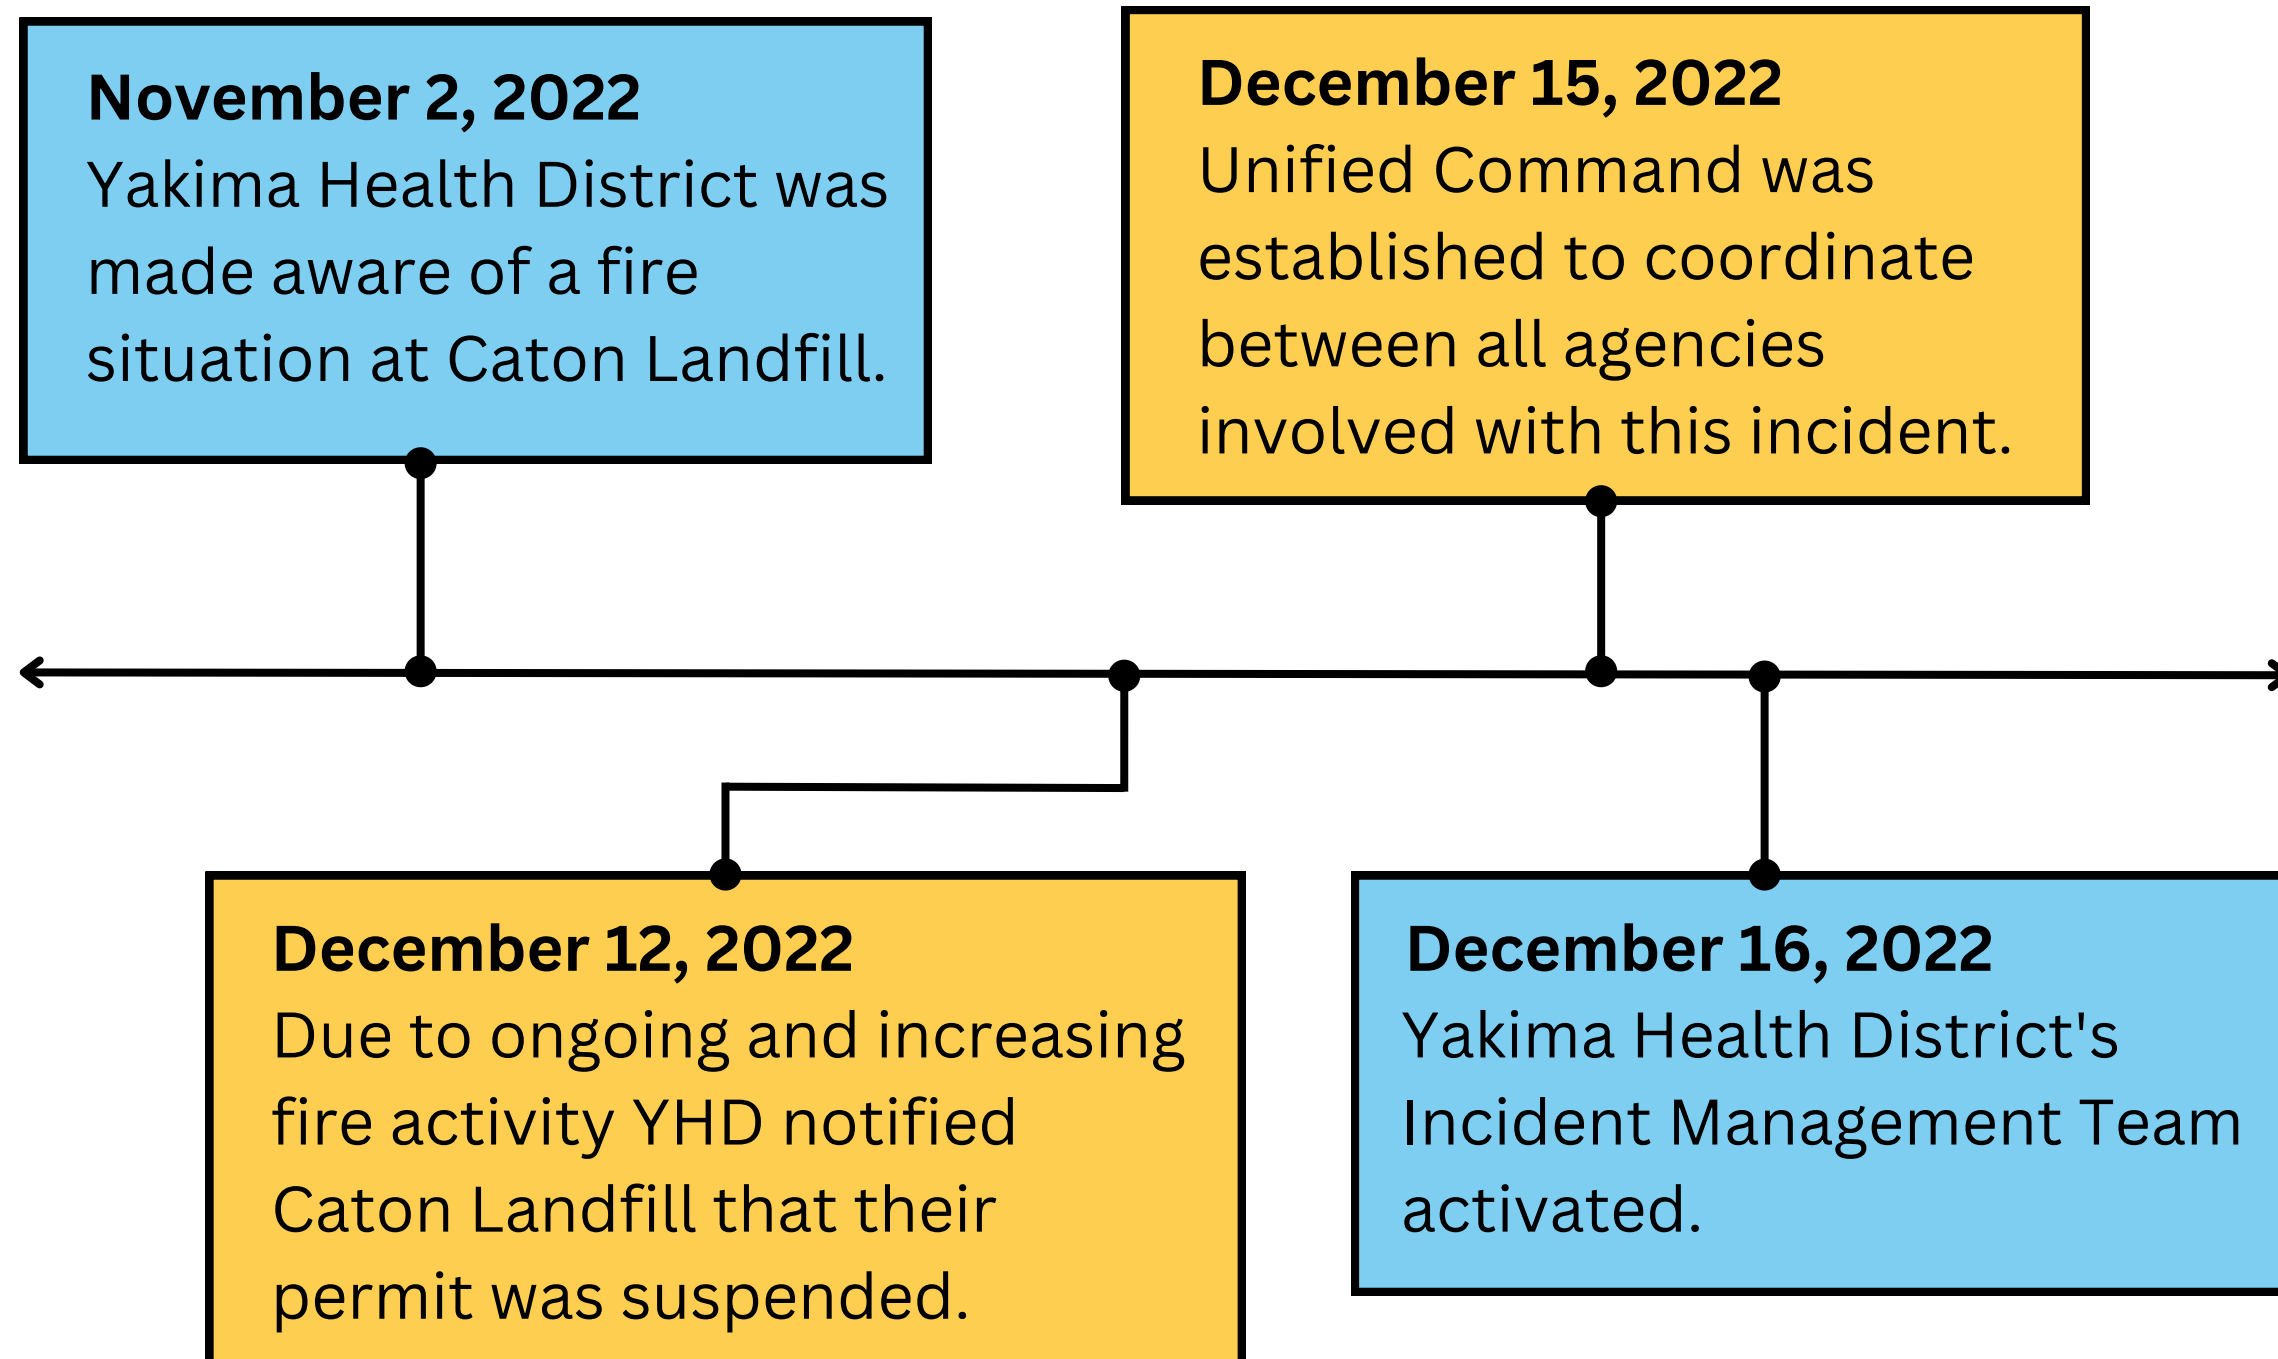 November 2, 2022
Yakima Health District was
made aware of a fire
situation at Caton Landfill.
December 15, 2022
Unified Command was
established to coordinate
between all agencies
involved with this incident.
December 12, 2022
Due to ongoing and increasing
fire activity YHD notified
Caton Landfill that their
permit was suspended.
December 16, 2022
Yakima Health District's
Incident Management Team
activated.